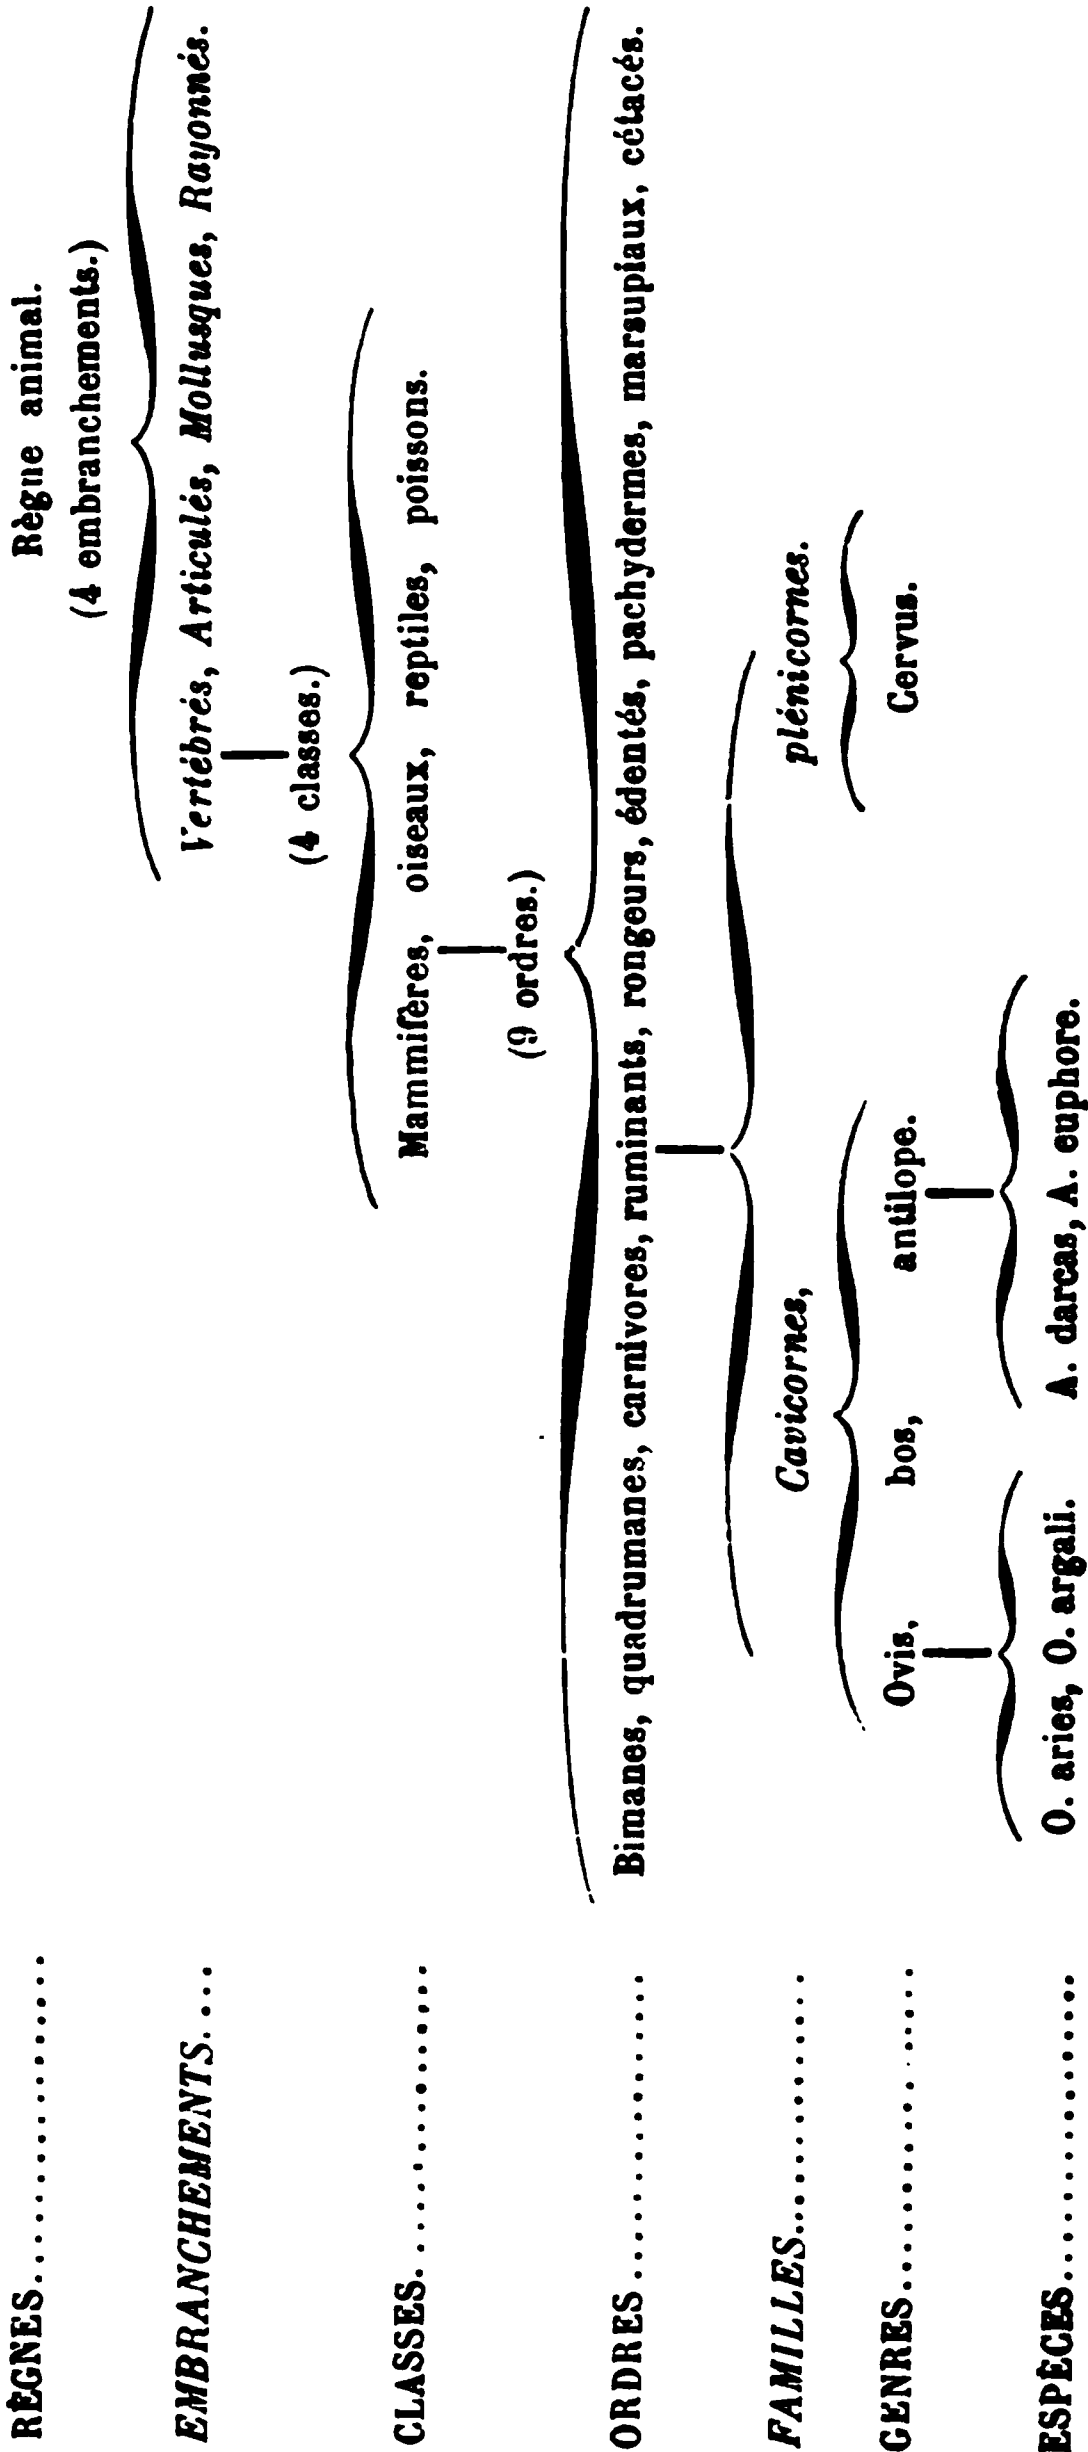 RÈGNES.................. Règne animal.
(4 embranchements.)
EMBRANCHEMENTS.... Vertébrés, Articulés, Mollusques, Rayonnés.
(4 classes.)
CLASSES.................. Mammifères, oiseaux, reptiles, poissons.
(9 ordres.)
ORDRES.................. Bimanes, quadrumanes, carnivores, ruminants, rongeurs, édentés, pachydermes, marsupiaux, cétacés.
FAMILLES.................. Cavicornes, plénicornes.
GENRES.................. Ovis, bos, antilope. Cervus.
ESPÈCES.................. O. aries, O. argali. A. darcas, A. euphore.